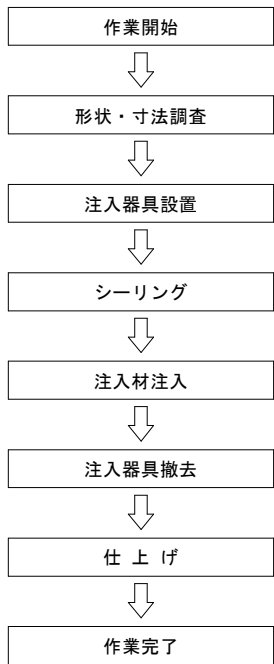 作業開始
形状・寸法調査
注入器具設置
シーリング
注入材注入
注入器具撤去
仕 上 げ
作業完了